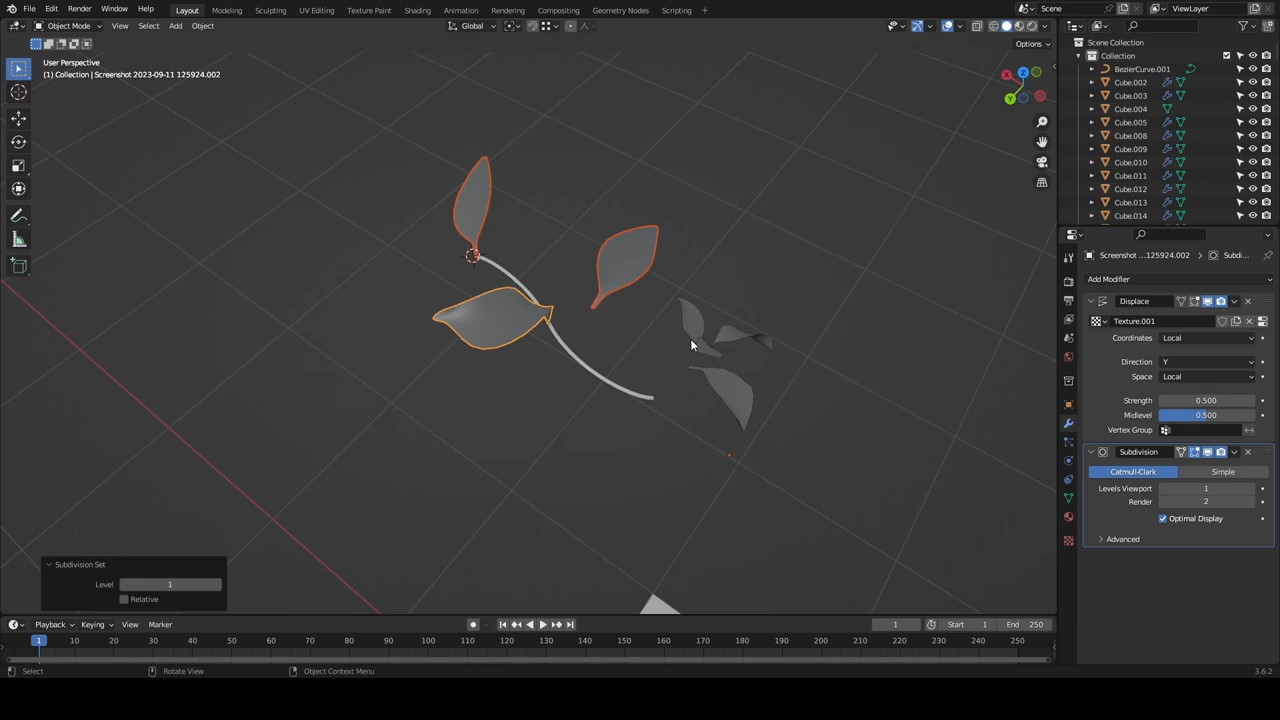 File Edit Render Window Help Layout Modeling Sculpting UV Editing Texture Paint Shading Animation Rendering Compositing Geometry Nodes Scripting + Scene ViewLayer
Object Mode View Select Add Object Global
Options
User Perspective
(1) Collection | Screenshot 2023-09-11 125924.002
X
Y
Z
Scene Collection
Collection
BezierCurve.001
Cube.002
Cube.003
Cube.004
Cube.005
Cube.008
Cube.009
Cube.010
Cube.011
Cube.012
Cube.013
Cube.014
Screenshot ...125924.002 Subdi...
Add Modifier
Displace
Texture.001
Coordinates Local
Direction Y
Space Local
Strength 0.500
Midlevel 0.500
Vertex Group
Subdivision
Catmull-Clark Simple
Levels Viewport 1
Render 2
Optimal Display
Advanced
Subdivision Set
Level 1
Relative
Playback Keying View Marker 1 Start 1 End 250
1 10 20 30 40 50 60 70 80 90 100 110 120 130 140 150 160 170 180 190 200 210 220 230 240 250
Select Rotate View Object Context Menu 3.6.2